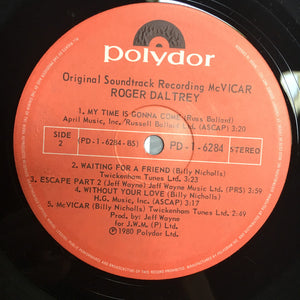 polydor
Original Soundtrack Recording McVICAR
ROGER DALTREY
1. MY TIME IS GONNA COME (Russ Ballard)
April Music, Inc./Russell Ballard Ltd. (ASCAP) 3:20
SIDE 2
(PD-1-6284-BS)
PD-1-6284
STEREO
2. WAITING FOR A FRIEND (Billy Nicholls)
Twickenham Tunes Ltd. 3:23
3. ESCAPE PART 2 (Jeff Wayne) Jeff Wayne Music Ltd. (PRS) 3:59
4. WITHOUT YOUR LOVE (Billy Nicholls)
H.G. Music, Inc. (ASCAP) 3:17
5. McVICAR (Billy Nicholls) Twickenham Tunes Ltd. 2:49
Prod. by: Jeff Wayne
for J.W.M. (P) Ltd.
℗1980 Polydor Ltd.